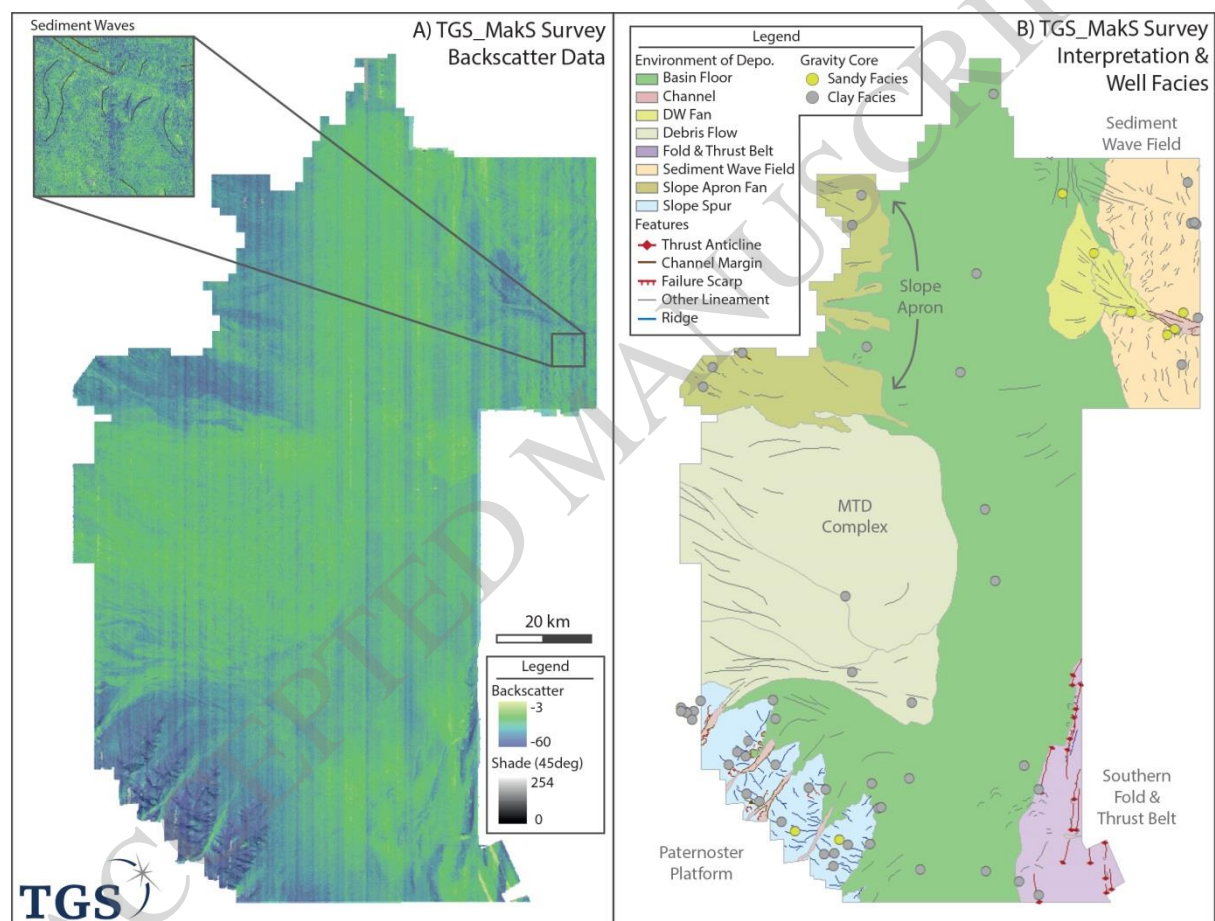 Sediment Waves
A) TGS_MakS Survey
Backscatter Data
20 km
Legend
Backscatter
-3
-60
Shade (45deg)
254
0
TGS
B) TGS_MakS Survey
Interpretation &
Well Facies
Legend
Environment of Depo.
Basin Floor
Channel
DW Fan
Debris Flow
Fold & Thrust Belt
Sediment Wave Field
Slope Apron Fan
Slope Spur
Features
Thrust Anticline
Channel Margin
Failure Scarp
Other Lineament
Ridge
Gravity Core
Sandy Facies
Clay Facies
Sediment
Wave Field
Slope
Apron
MTD
Complex
Southern
Fold &
Thrust Belt
Paternoster
Platform
ACCEPTED MANUSCRIPT